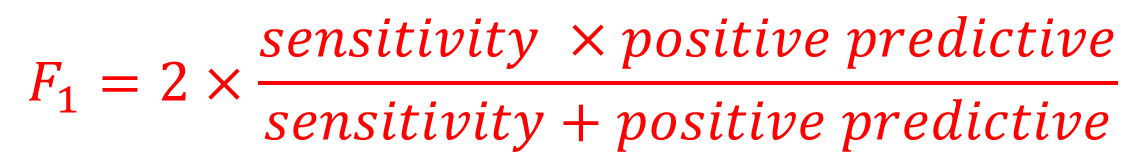 F₁ = 2 × sensitivity × positive predictive
sensitivity + positive predictive